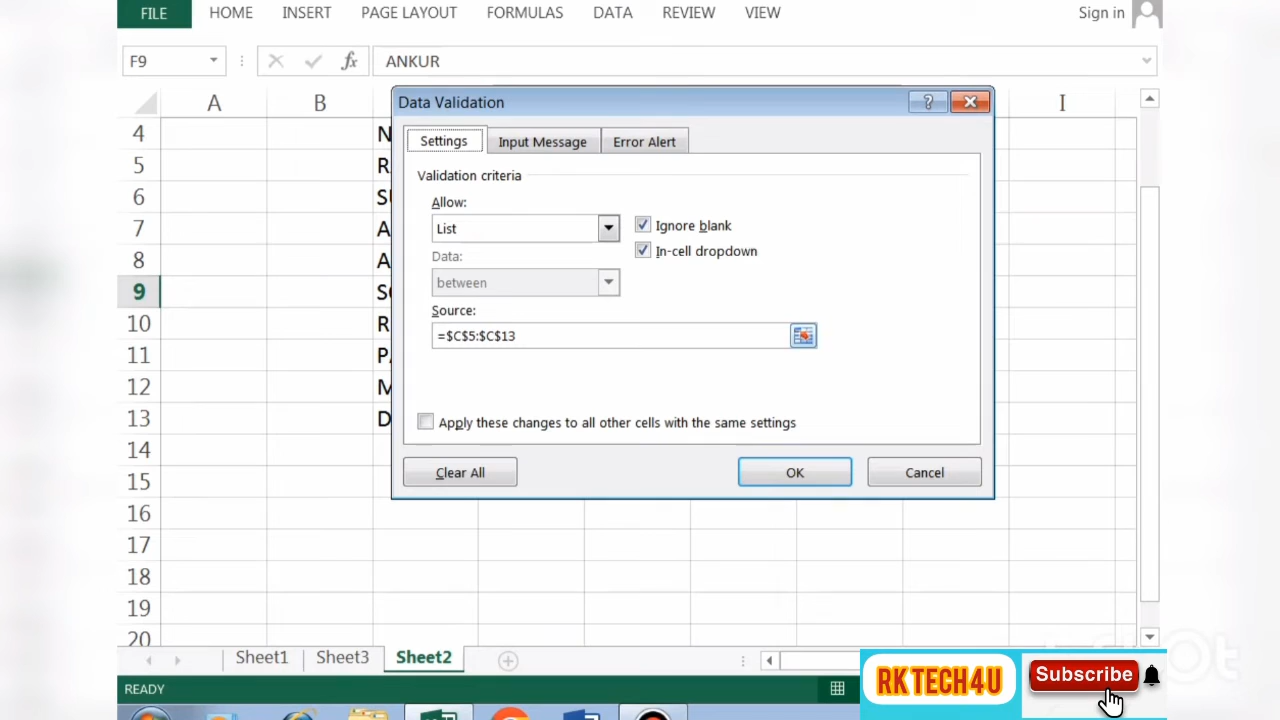 FILE HOME INSERT PAGE LAYOUT FORMULAS DATA REVIEW VIEW Sign in
F9 fx ANKUR
Data Validation ?
A B I
Settings Input Message Error Alert
Validation criteria
Allow:
List
Ignore blank
In-cell dropdown
Data:
between
Source:
=$C$5:$C$13
Apply these changes to all other cells with the same settings
Clear All OK Cancel
4 N
5 R
6 SU
7 A
8 A
9
10 R
11 PA
12 M
13 D
14
15
16
17
18
19
20
Sheet1 Sheet3 Sheet2
READY
RKTECH4U Subscribe